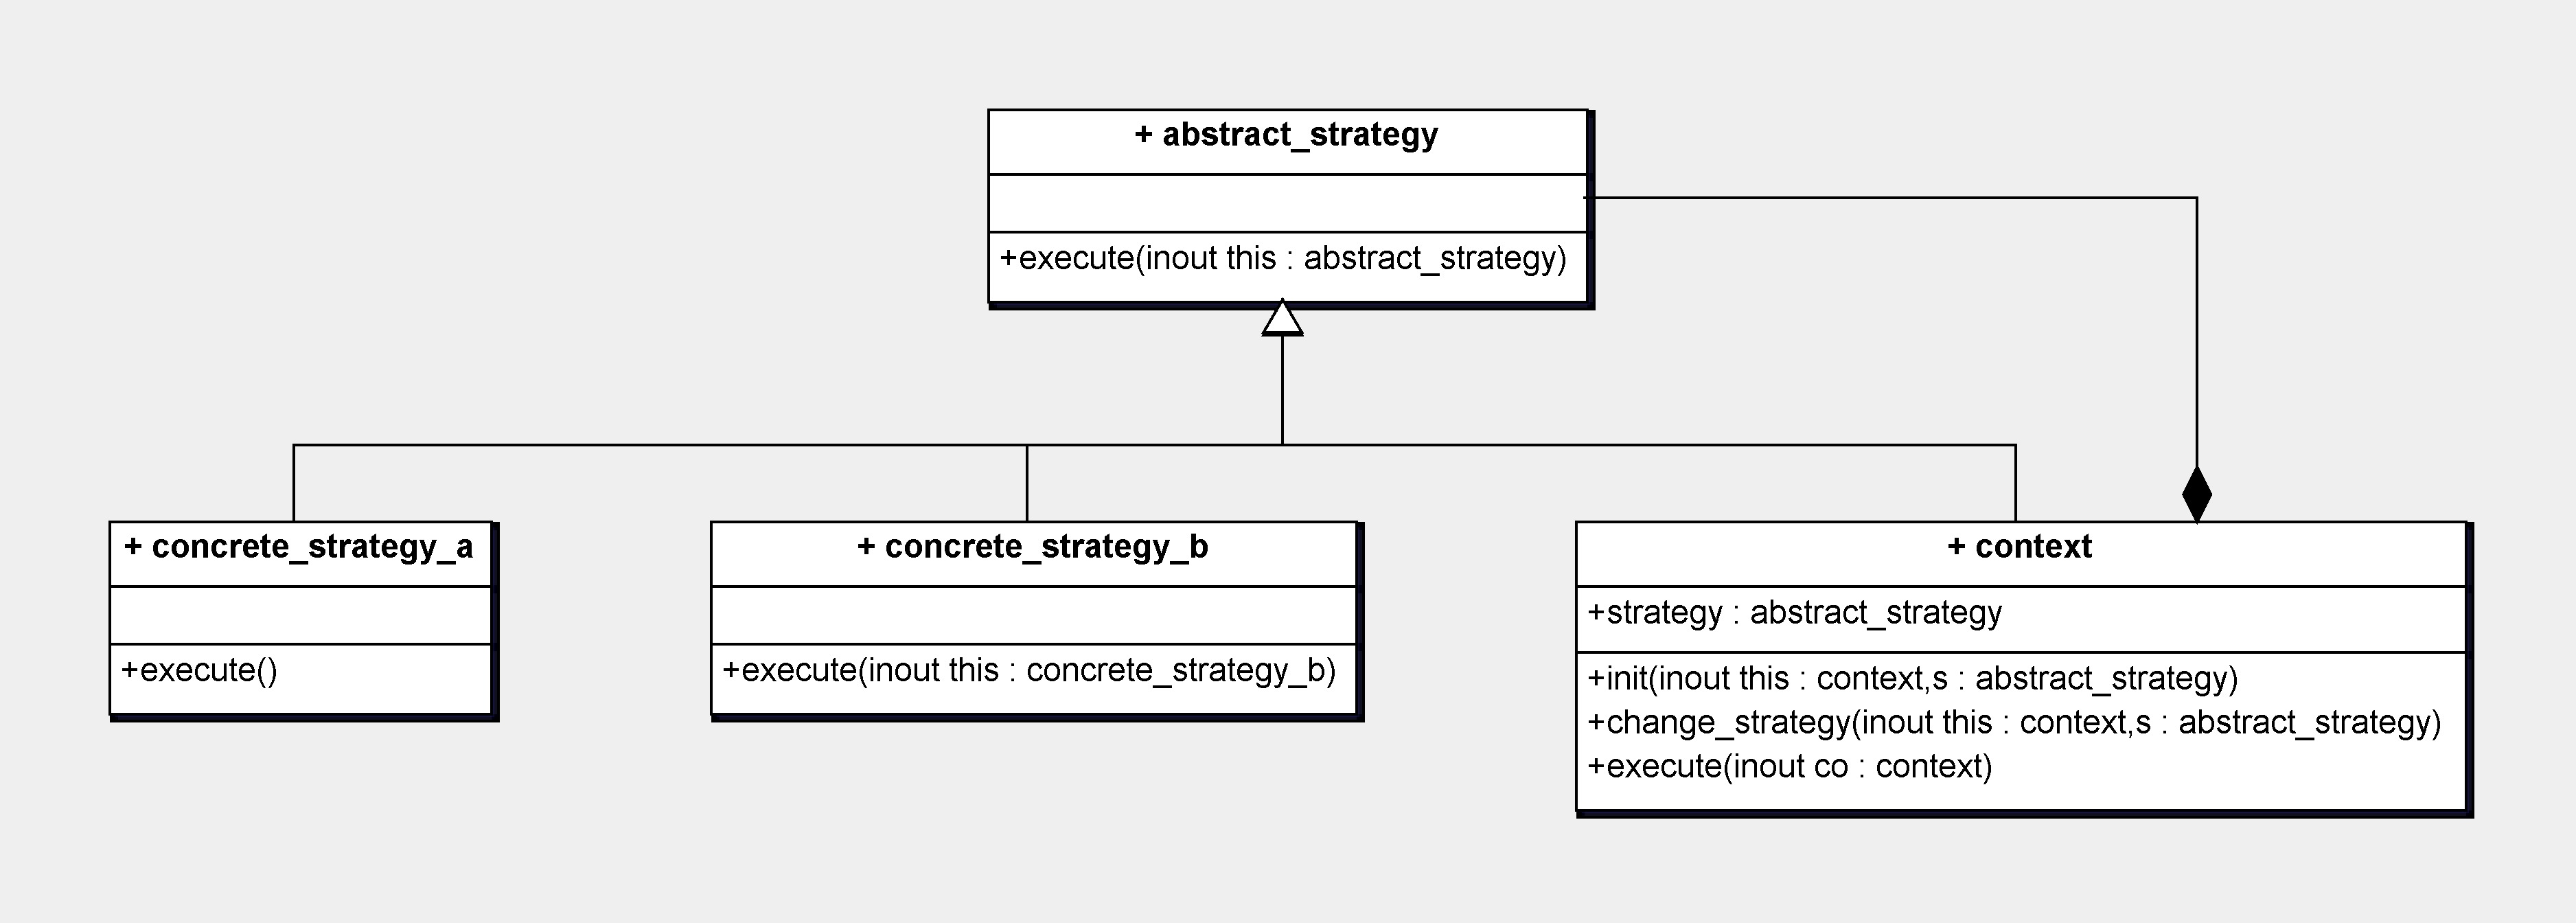 + abstract_strategy
+execute(inout this : abstract_strategy)
+ concrete_strategy_a
+execute()
+ concrete_strategy_b
+execute(inout this : concrete_strategy_b)
+ context
+strategy : abstract_strategy
+init(inout this : context,s : abstract_strategy)
+change_strategy(inout this : context,s : abstract_strategy)
+execute(inout co : context)